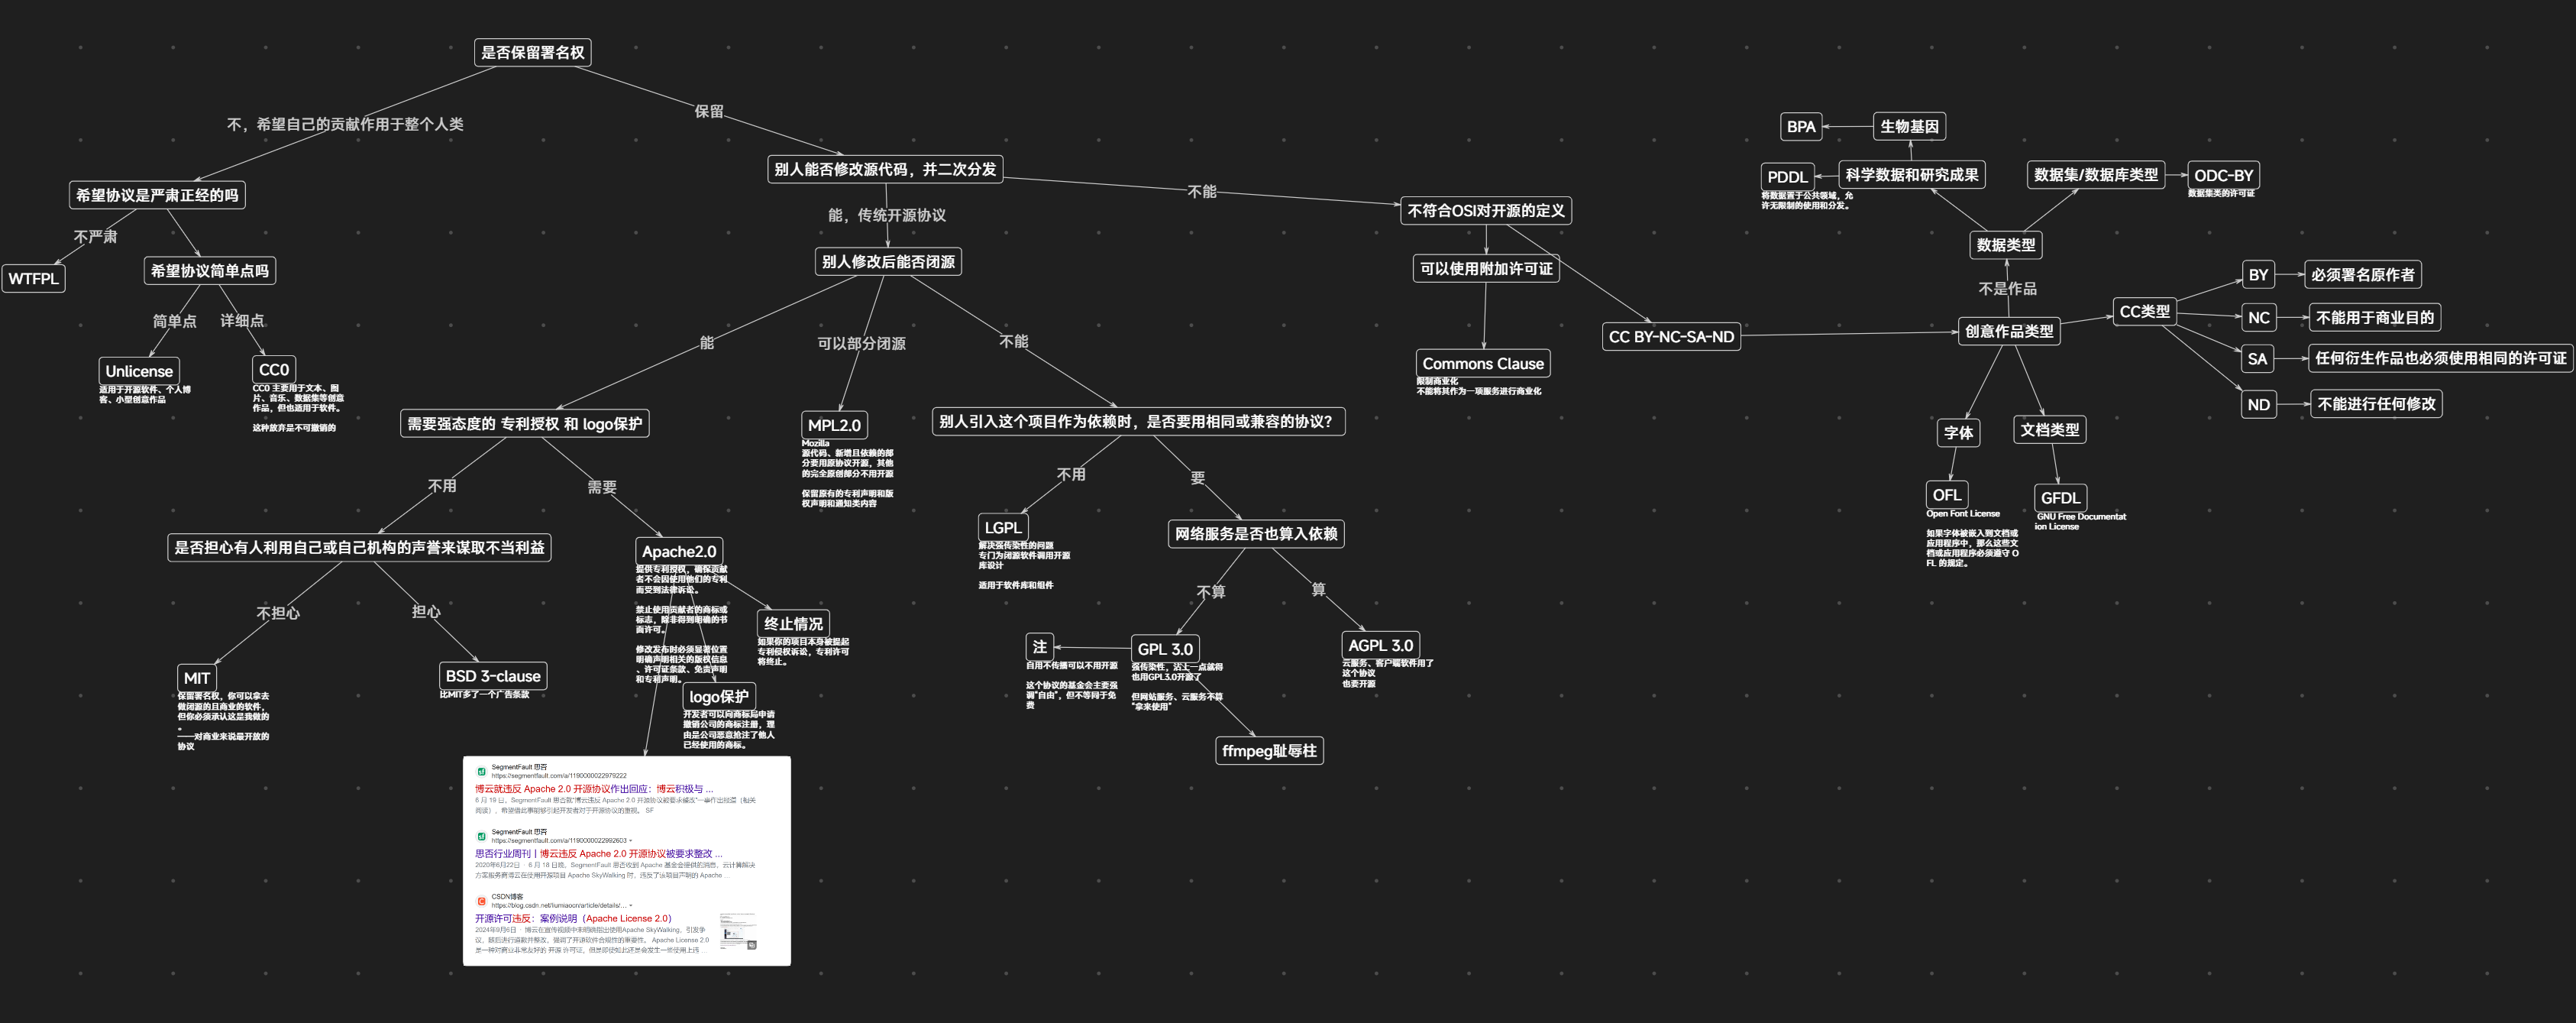 是否保留署名权
不，希望自己的贡献作用于整个人类
保留
希望协议是严肃正经的吗
不严肃
WTFPL
希望协议简单点吗
简单点
详细点
Unlicense
适用于开源软件、个人博
客、小型创意作品
CC0
CC0 主要用于文本、图
片、音乐、数据集等创意
作品，但也适用于软件。
这种放弃是不可撤销的
别人能否修改源代码，并二次分发
能，传统开源协议
不能
别人修改后能否闭源
能
可以部分闭源
不能
需要强态度的 专利授权 和 logo保护
不用
需要
是否担心有人利用自己或自己机构的声誉来谋取不当利益
不担心
担心
MIT
保留署名权，你可以拿去
做闭源的且商业的软件，
但你必须承认这是我做的
。
——对商业来说最开放的
协议
BSD 3-clause
比MIT多了一个广告条款
Apache2.0
提供专利授权，确保贡献
者不会因使用他们的专利
而受到法律诉讼。
禁止使用贡献者的商标或
标志，除非得到明确的书
面许可。
修改发布时必须显著位置
明确声明相关的版权信息
、许可证条款、免责声明
和专利声明。
终止情况
如果你的项目本身被提起
专利侵权诉讼，专利许可
将终止。
logo保护
开发者可以向商标局申请
撤销公司的商标注册，理
由是公司恶意抢注了他人
已经使用的商标。
SegmentFault 思否
https://segmentfault.com/a/1190000022979222
博云就违反 Apache 2.0 开源协议作出回应：博云积极与 ...
6 月 19 日，SegmentFault 思否就"博云违反 Apache 2.0 开源协议被要求整改"一事作出报道（相关
阅读），希望借此事能够引起开发者对于开源协议的重视。 SF
SegmentFault 思否
https://segmentfault.com/a/1190000022992603
思否行业周刊丨博云违反 Apache 2.0 开源协议被要求整改 ...
2020年6月22日 · 6 月 18 日晚，SegmentFault 思否收到 Apache 基金会提供的消息，云计算解决
方案服务商博云在使用开源项目 Apache SkyWalking 时，违反了该项目声明的 Apache ...
CSDN博客
https://blog.csdn.net/liumiaocn/article/details/...
开源许可违反：案例说明（Apache License 2.0）
2024年9月6日 · 博云在宣传视频中未明确指出使用Apache SkyWalking，引发争
议，随后进行道歉并整改，强调了开源软件合规性的重要性。 Apache License 2.0
是一种对商业非常友好的 开源 许可证，但是即使如此还是会发生一些使用上违 ...
MPL2.0
Mozilla
源代码、新增且依赖的部
分要用原协议开源，其他
的完全原创部分不用开源
保留原有的专利声明和版
权声明和通知类内容
别人引入这个项目作为依赖时，是否要用相同或兼容的协议？
不用
要
LGPL
解决强传染性的问题
专门为闭源软件调用开源
库设计
适用于软件库和组件
网络服务是否也算入依赖
不算
算
注
自用不传播可以不用开源
这个协议的基金会主要强
调"自由"，但不等同于免
费
GPL 3.0
强传染性，沾上一点就得
也用GPL3.0开源了
但网站服务、云服务不算
"拿来使用"
ffmpeg耻辱柱
AGPL 3.0
云服务、客户端软件用了
这个协议
也要开源
不符合OSI对开源的定义
可以使用附加许可证
Commons Clause
限制商业化
不能将其作为一项服务进行商业化
CC BY-NC-SA-ND
创意作品类型
不是作品
数据类型
科学数据和研究成果
生物基因
BPA
PDDL
将数据置于公共领域，允
许无限制的使用和分发。
数据集/数据库类型
ODC-BY
数据集类的许可证
CC类型
BY
必须署名原作者
NC
不能用于商业目的
SA
任何衍生作品也必须使用相同的许可证
ND
不能进行任何修改
字体
OFL
Open Font License
如果字体被嵌入到文档或
应用程序中，那么这些文
档或应用程序必须遵守 O
FL 的规定。
文档类型
GFDL
GNU Free Documentat
ion License